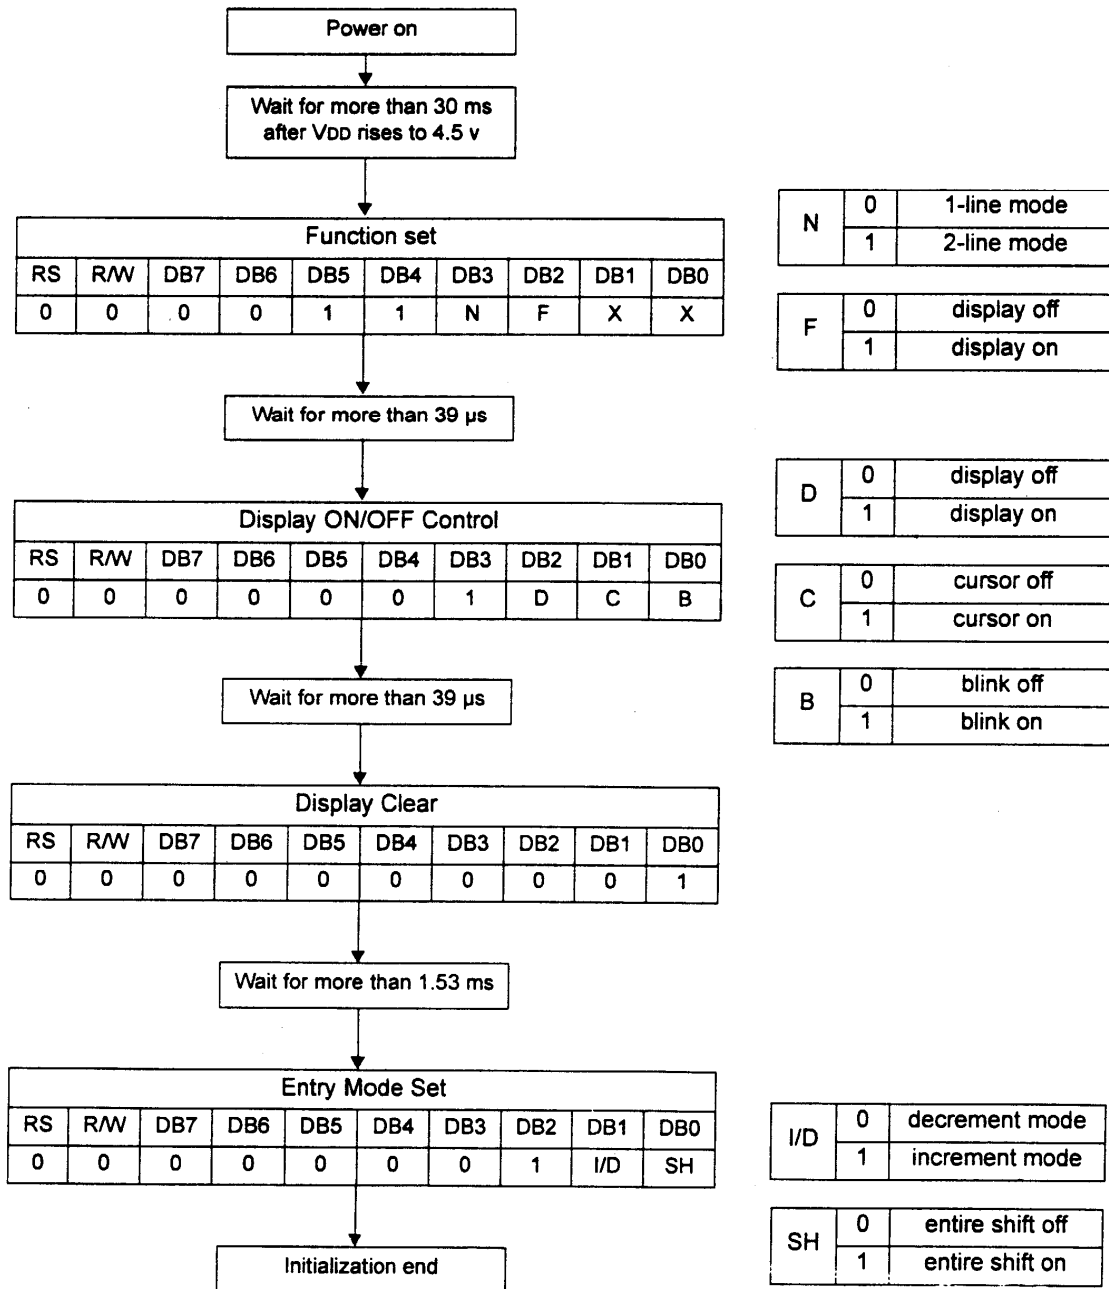 Power on
Wait for more than 30 ms
after VDD rises to 4.5 v
Function set
RS R/W DB7 DB6 DB5 DB4 DB3 DB2 DB1 DB0
0 0 0 0 1 1 N F X X
N 0 1-line mode
1 2-line mode
F 0 display off
1 display on
Wait for more than 39 µs
Display ON/OFF Control
RS R/W DB7 DB6 DB5 DB4 DB3 DB2 DB1 DB0
0 0 0 0 0 0 1 D C B
D 0 display off
1 display on
C 0 cursor off
1 cursor on
B 0 blink off
1 blink on
Wait for more than 39 µs
Display Clear
RS R/W DB7 DB6 DB5 DB4 DB3 DB2 DB1 DB0
0 0 0 0 0 0 0 0 0 1
Wait for more than 1.53 ms
Entry Mode Set
RS R/W DB7 DB6 DB5 DB4 DB3 DB2 DB1 DB0
0 0 0 0 0 0 0 1 I/D SH
I/D 0 decrement mode
1 increment mode
SH 0 entire shift off
1 entire shift on
Initialization end